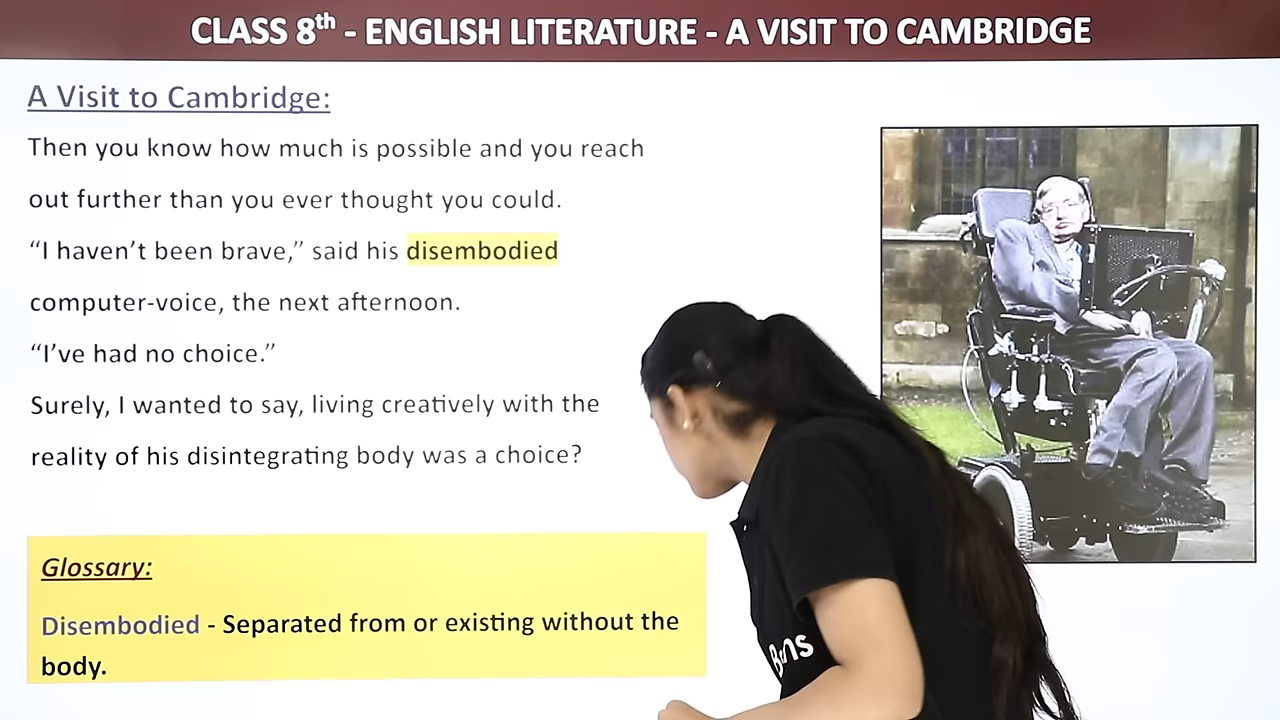 CLASS 8th - ENGLISH LITERATURE - A VISIT TO CAMBRIDGE
A Visit to Cambridge:
Then you know how much is possible and you reach
out further than you ever thought you could.
“I haven’t been brave,” said his disembodied
computer-voice, the next afternoon.
“I’ve had no choice.”
Surely, I wanted to say, living creatively with the
reality of his disintegrating body was a choice?
Glossary:
Disembodied - Separated from or existing without the
body.